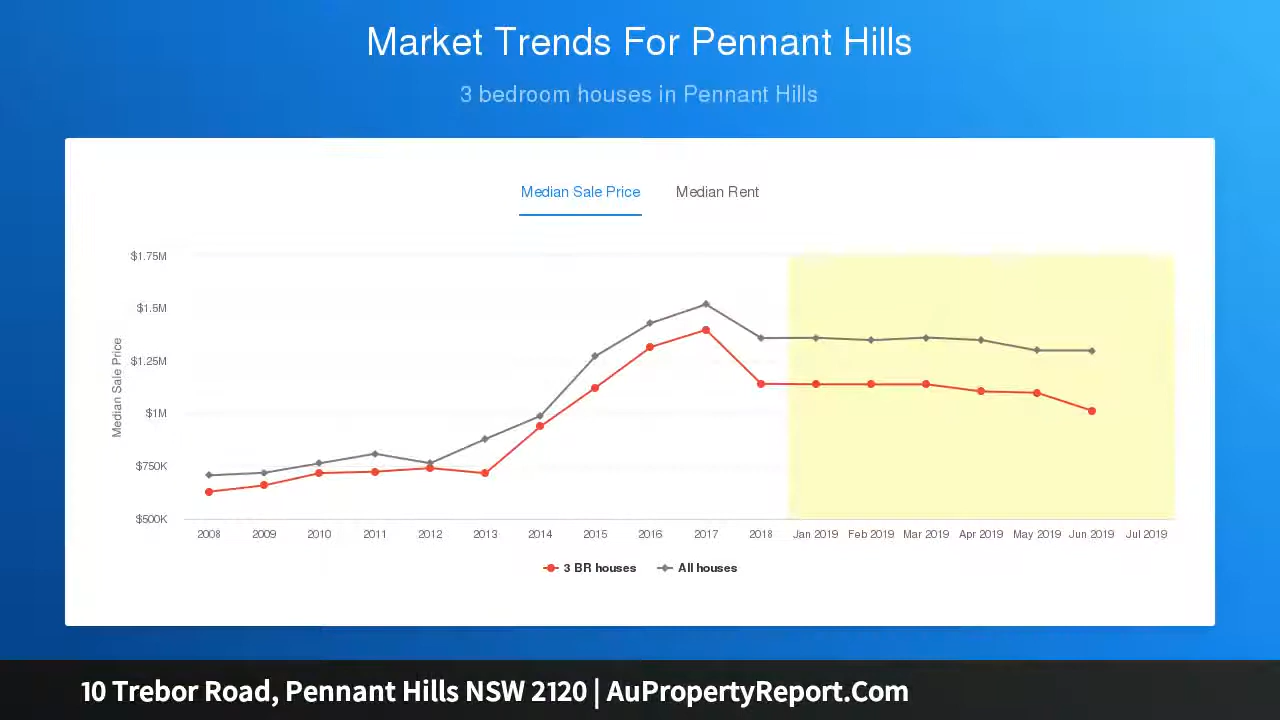 Market Trends For Pennant Hills
3 bedroom houses in Pennant Hills
Median Sale Price Median Rent
Median Sale Price
$1.75M
$1.5M
$1.25M
$1M
$750K
$500K
2008 2009 2010 2011 2012 2013 2014 2015 2016 2017 2018 Jan 2019 Feb 2019 Mar 2019 Apr 2019 May 2019 Jun 2019 Jul 2019
3 BR houses All houses
10 Trebor Road, Pennant Hills NSW 2120 | AuPropertyReport.Com